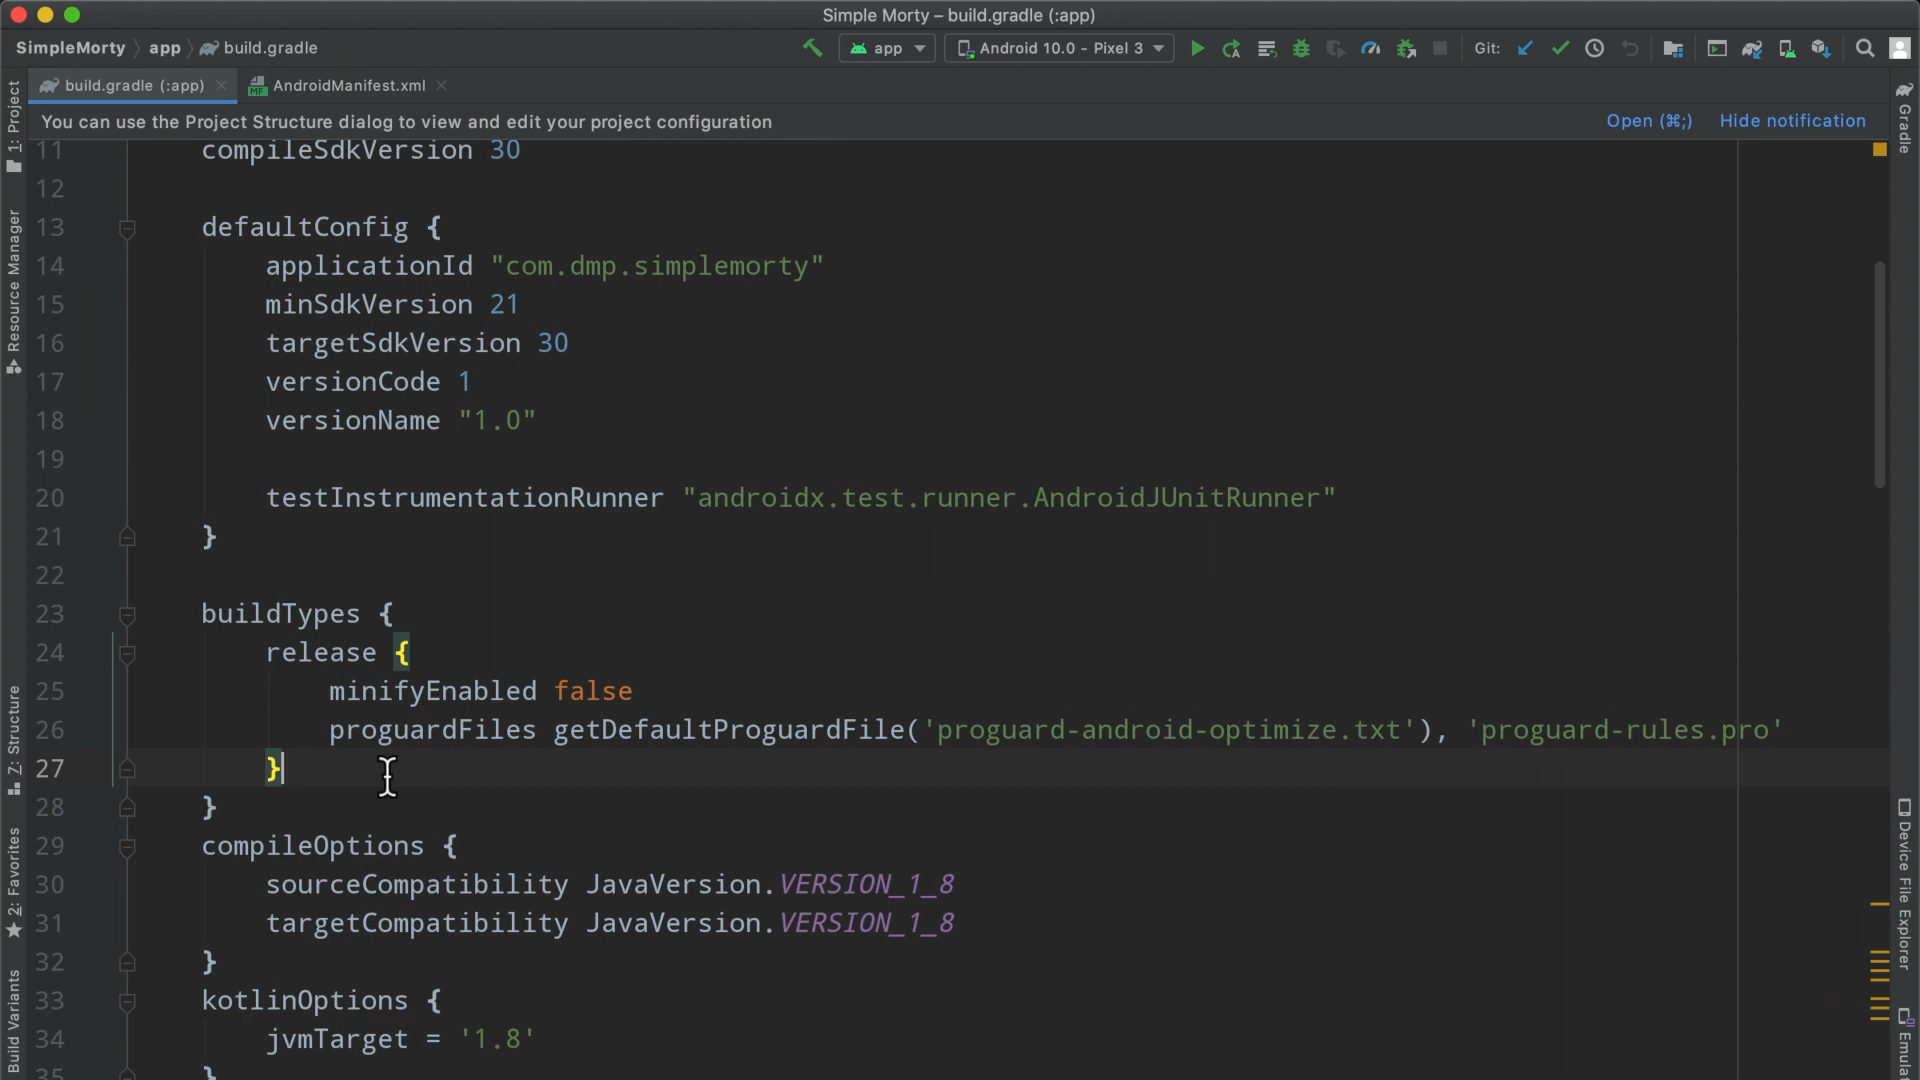 Simple Morty – build.gradle (:app)
SimpleMorty app build.gradle app Android 10.0 - Pixel 3 Git:
build.gradle (:app) AndroidManifest.xml
You can use the Project Structure dialog to view and edit your project configuration Open (⌘;) Hide notification
11 compileSdkVersion 30
12
13 defaultConfig {
14 applicationId "com.dmp.simplemorty"
15 minSdkVersion 21
16 targetSdkVersion 30
17 versionCode 1
18 versionName "1.0"
19
20 testInstrumentationRunner "androidx.test.runner.AndroidJUnitRunner"
21 }
22
23 buildTypes {
24 release {
25 minifyEnabled false
26 proguardFiles getDefaultProguardFile('proguard-android-optimize.txt'), 'proguard-rules.pro'
27 }
28 }
29 compileOptions {
30 sourceCompatibility JavaVersion.VERSION_1_8
31 targetCompatibility JavaVersion.VERSION_1_8
32 }
33 kotlinOptions {
34 jvmTarget = '1.8'
35 }
1: Project
Resource Manager
Z: Structure
2: Favorites
Build Variants
Gradle
Device File Explorer
MF